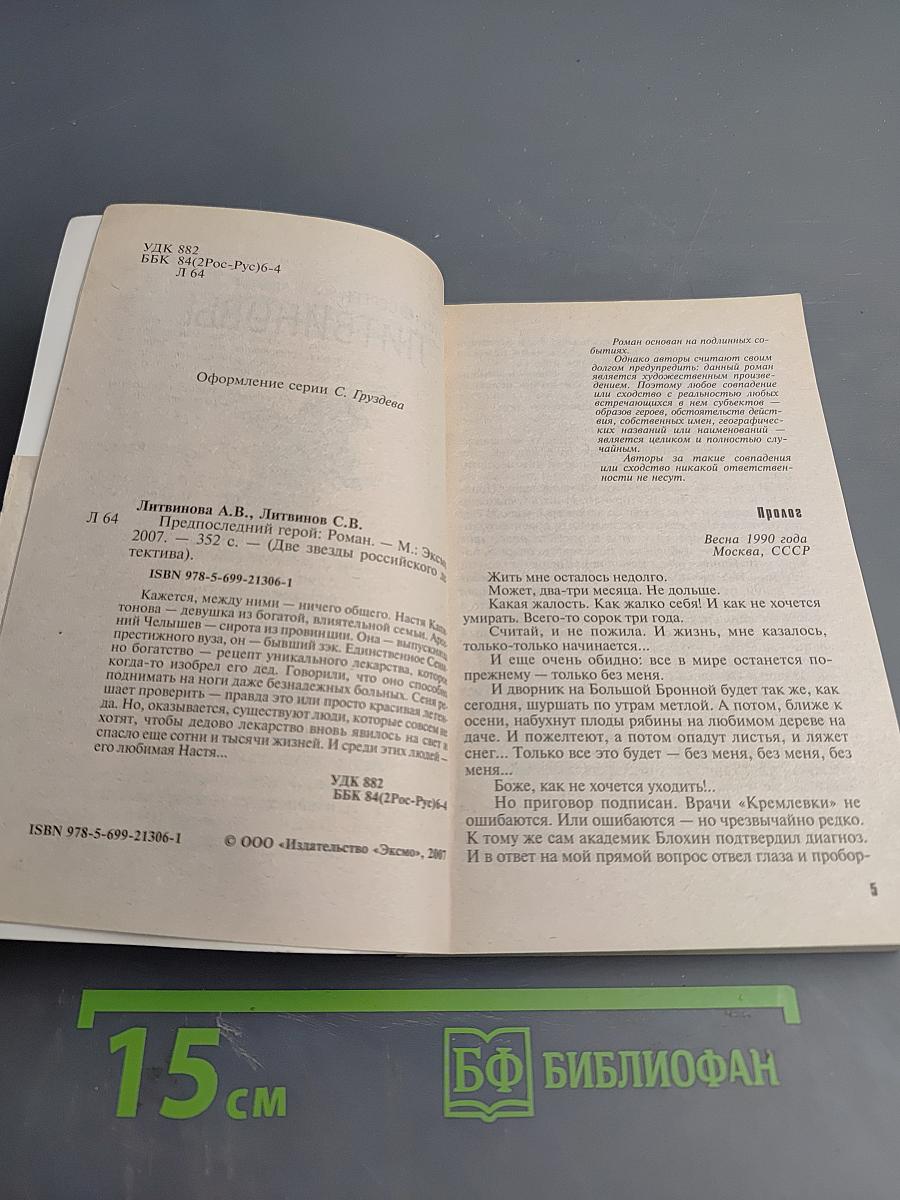 УДК 882
ББК 84(2Рос-Рус)6-4
Л 64
Оформление серии С. Груздева
Литвинова А.В., Литвинов С.В.
Л 64 Предпоследний герой: Роман. — М.:
2007. — 352 с. — (Две звезды российского
тектива).
ISBN 978-5-699-21306-1
Кажется, между ними — ничего общего. Настя
тонова — девушка из богатой, влиятельной семьи.
ний Челышев — сирота из провинции. Она —
престижного вуза, он — бывший зэк. Единственное
но богатство — рецепт уникального лекарства,
когда-то изобрел его дед. Говорили, что оно
поднимать на ноги даже безнадежных больных. Сеня
шает проверить — правда это или просто красивая
да. Но, оказывается, существуют люди, которые совсем не
хотят, чтобы дедово лекарство вновь явилось на свет и
спасло еще сотни и тысячи жизней. И среди этих людей —
его любимая Настя...
УДК 882
ББК 84(2Рос-Рус)6-4
ISBN 978-5-699-21306-1
© ООО «Издательство «Эксмо», 2007
Роман основан на подлинных со-
бытиях.
Однако авторы считают своим
долгом предупредить: данный роман
является художественным произве-
дением. Поэтому любое совпадение
или сходство с реальностью любых
встречающихся в нем субъектов —
образов героев, обстоятельств дейст-
вия, собственных имен, географичес-
ких названий или наименований —
является целиком и полностью слу-
чайным.
Авторы за такие совпадения
или сходство никакой ответствен-
ности не несут.
Пролог
Весна 1990 года
Москва, СССР
Жить мне осталось недолго.
Может, два-три месяца. Не дольше.
Какая жалость. Как жалко себя! И как не хочется
умирать. Всего-то сорок три года.
Считай, и не пожила. И жизнь, мне казалось,
только-только начинается...
И еще очень обидно: все в мире останется по-
прежнему — только без меня.
И дворник на Большой Бронной будет так же, как
сегодня, шуршать по утрам метлой. А потом, ближе к
осени, набухнут плоды рябины на любимом дереве на
даче. И пожелтеют, а потом опадут листья, и ляжет
снег... Только все это будет — без меня, без меня, без
меня...
Боже, как не хочется уходить!..
Но приговор подписан. Врачи «Кремлевки» не
ошибаются. Или ошибаются — но чрезвычайно редко.
К тому же сам академик Блохин подтвердил диагноз.
И в ответ на мой прямой вопрос отвел глаза и пробор-
5
15 см
БФ БИБЛИОФАН